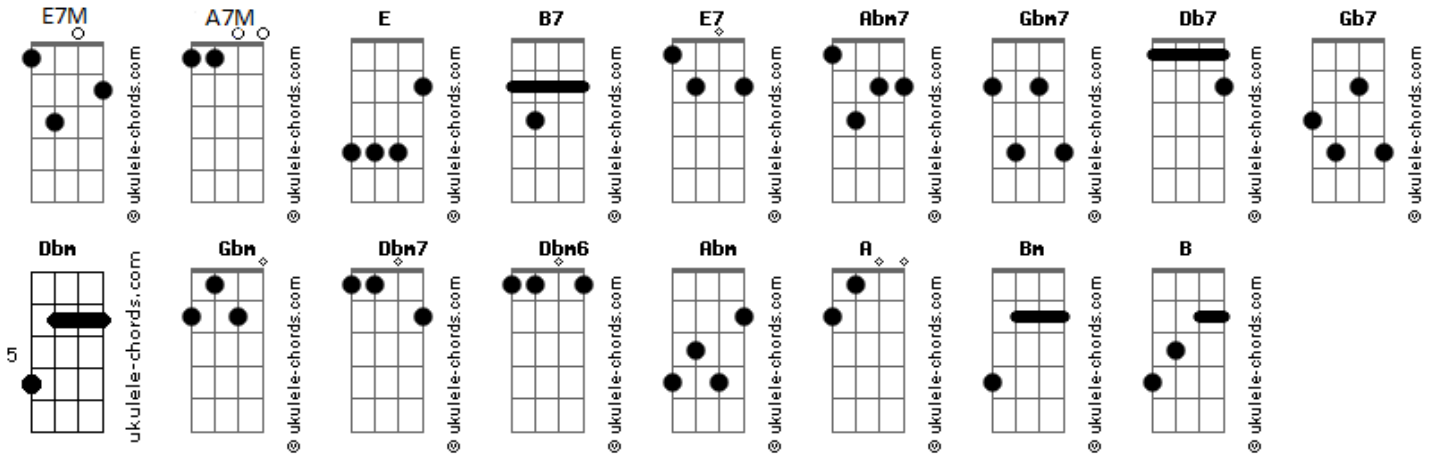 E7M A7M E B7 E7 Abm7 Gbm7 Db7 Gb7
© ukulele-chords.com © ukulele-chords.com © ukulele-chords.com © ukulele-chords.com © ukulele-chords.com © ukulele-chords.com © ukulele-chords.com © ukulele-chords.com © ukulele-chords.com
Dbm Gbm Dbm7 Dbm6 Abm A Bm B
5
ukulele-chords.com © ukulele-chords.com © ukulele-chords.com © ukulele-chords.com © ukulele-chords.com © ukulele-chords.com © ukulele-chords.com © ukulele-chords.com